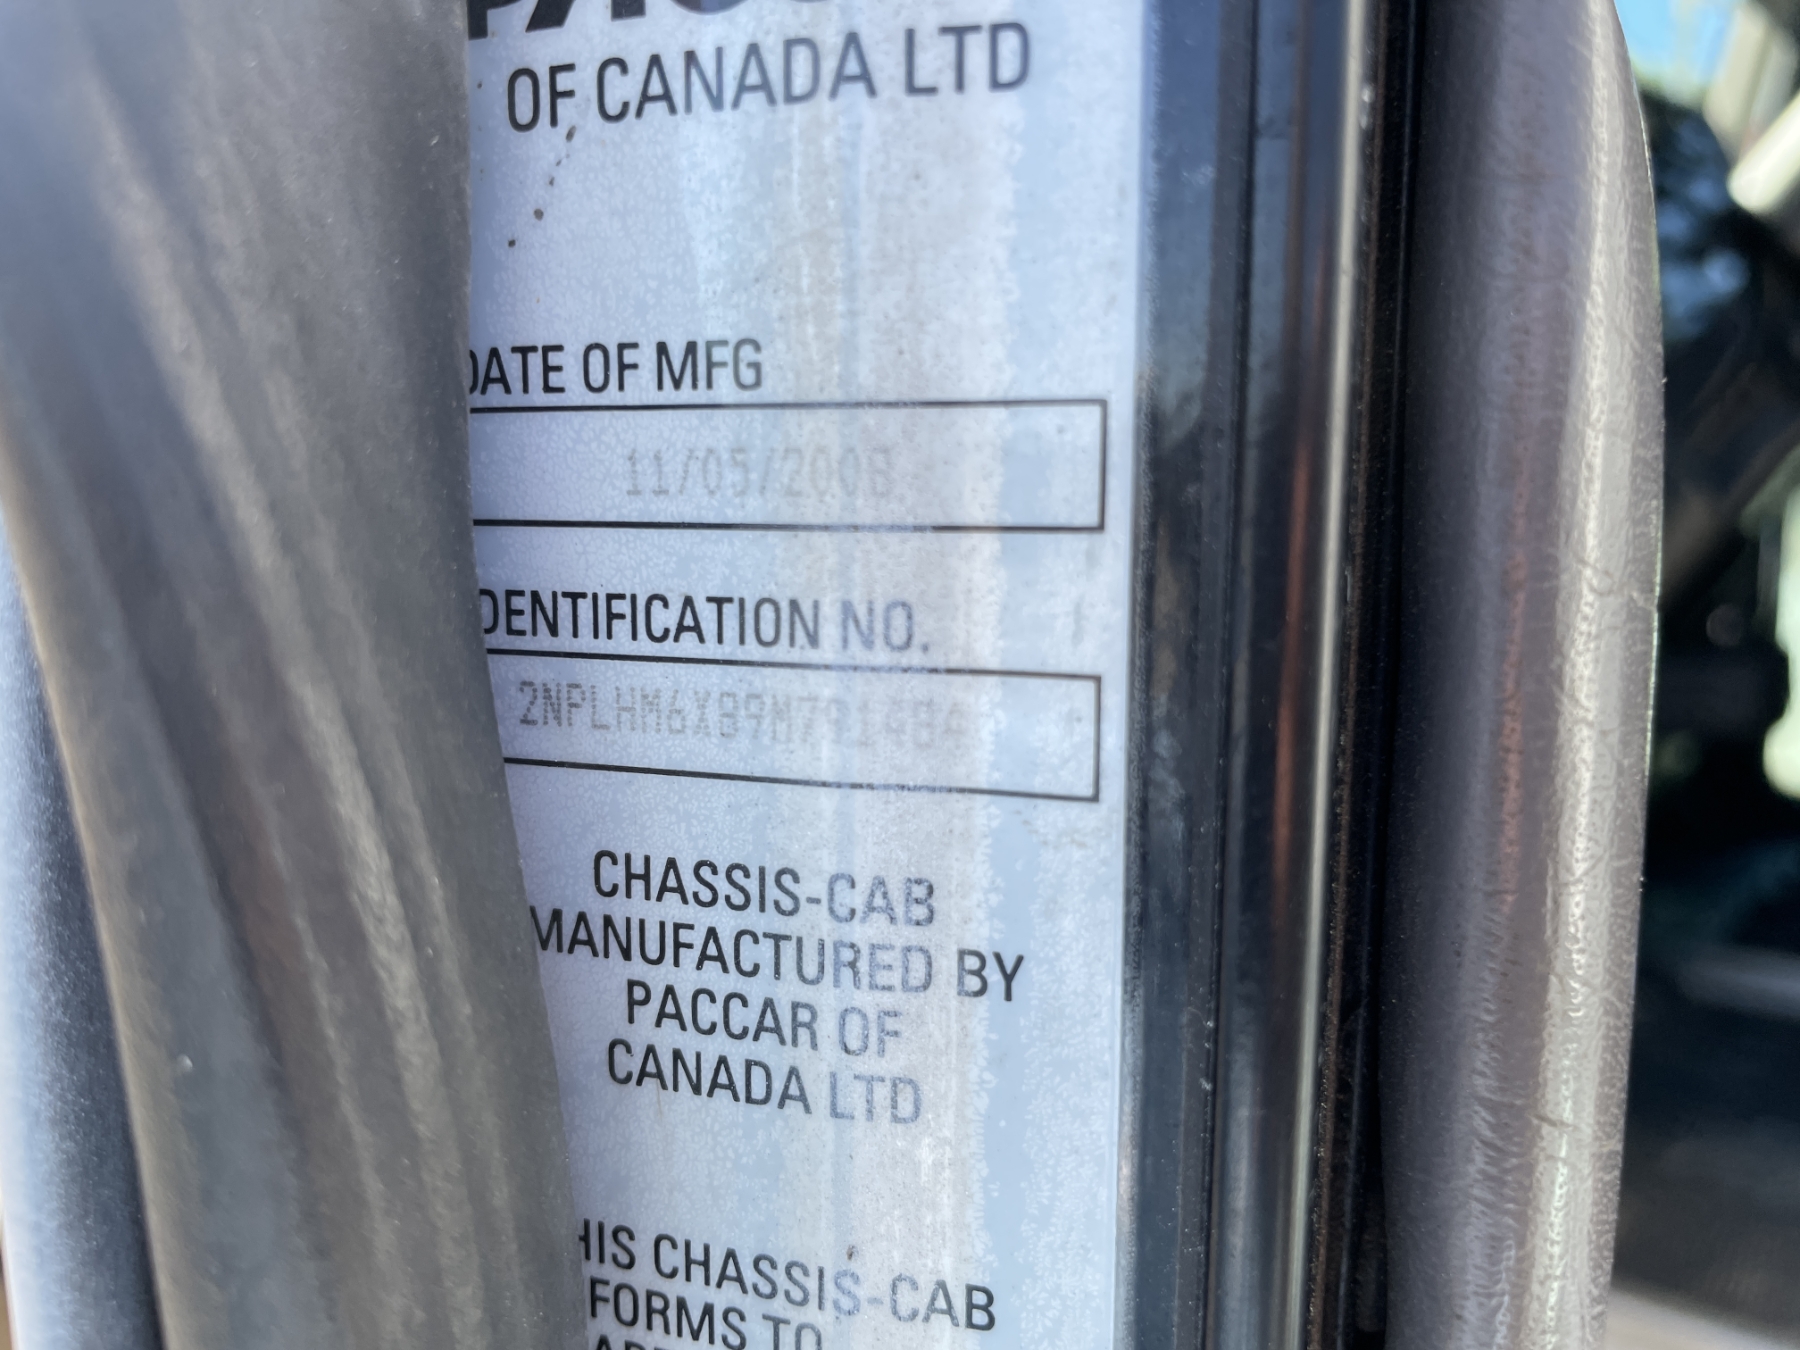 OF CANADA LTD
DATE OF MFG
11/05/2008
IDENTIFICATION NO.
CHASSIS-CAB
MANUFACTURED BY
PACCAR OF
CANADA LTD
HIS CHASSIS-CAB
FORMS TO